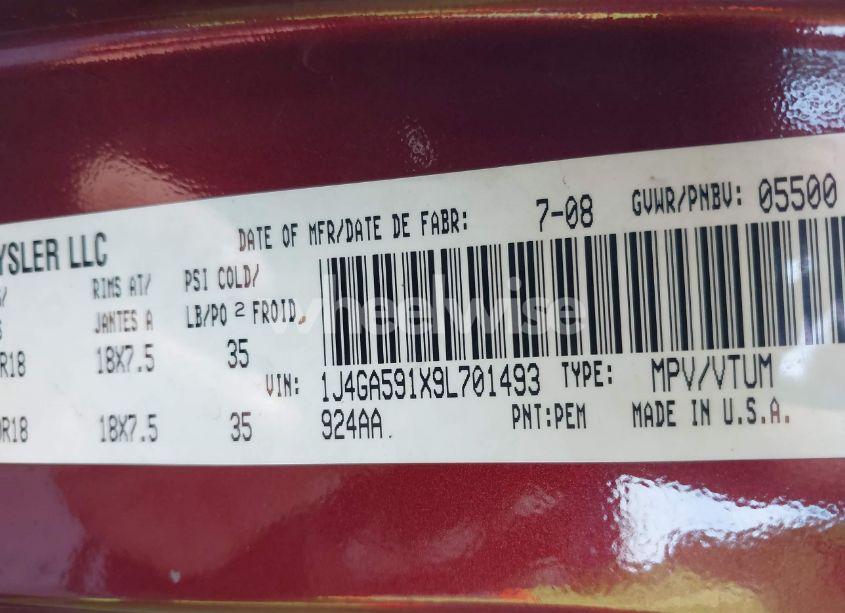 DATE OF MFR/DATE DE FABR: 7-08 GVWR/PNBV: 05500
YSLER LLC
RIMS AT/ PSI COLD/
JANTES A LB/PO 2 FROID
R18 18X7.5 35
VIN: 1J4GA591X9L701493 TYPE: MPV/VTUM
R18 18X7.5 35 924AA PNT:PEM MADE IN U.S.A.
wheelwise